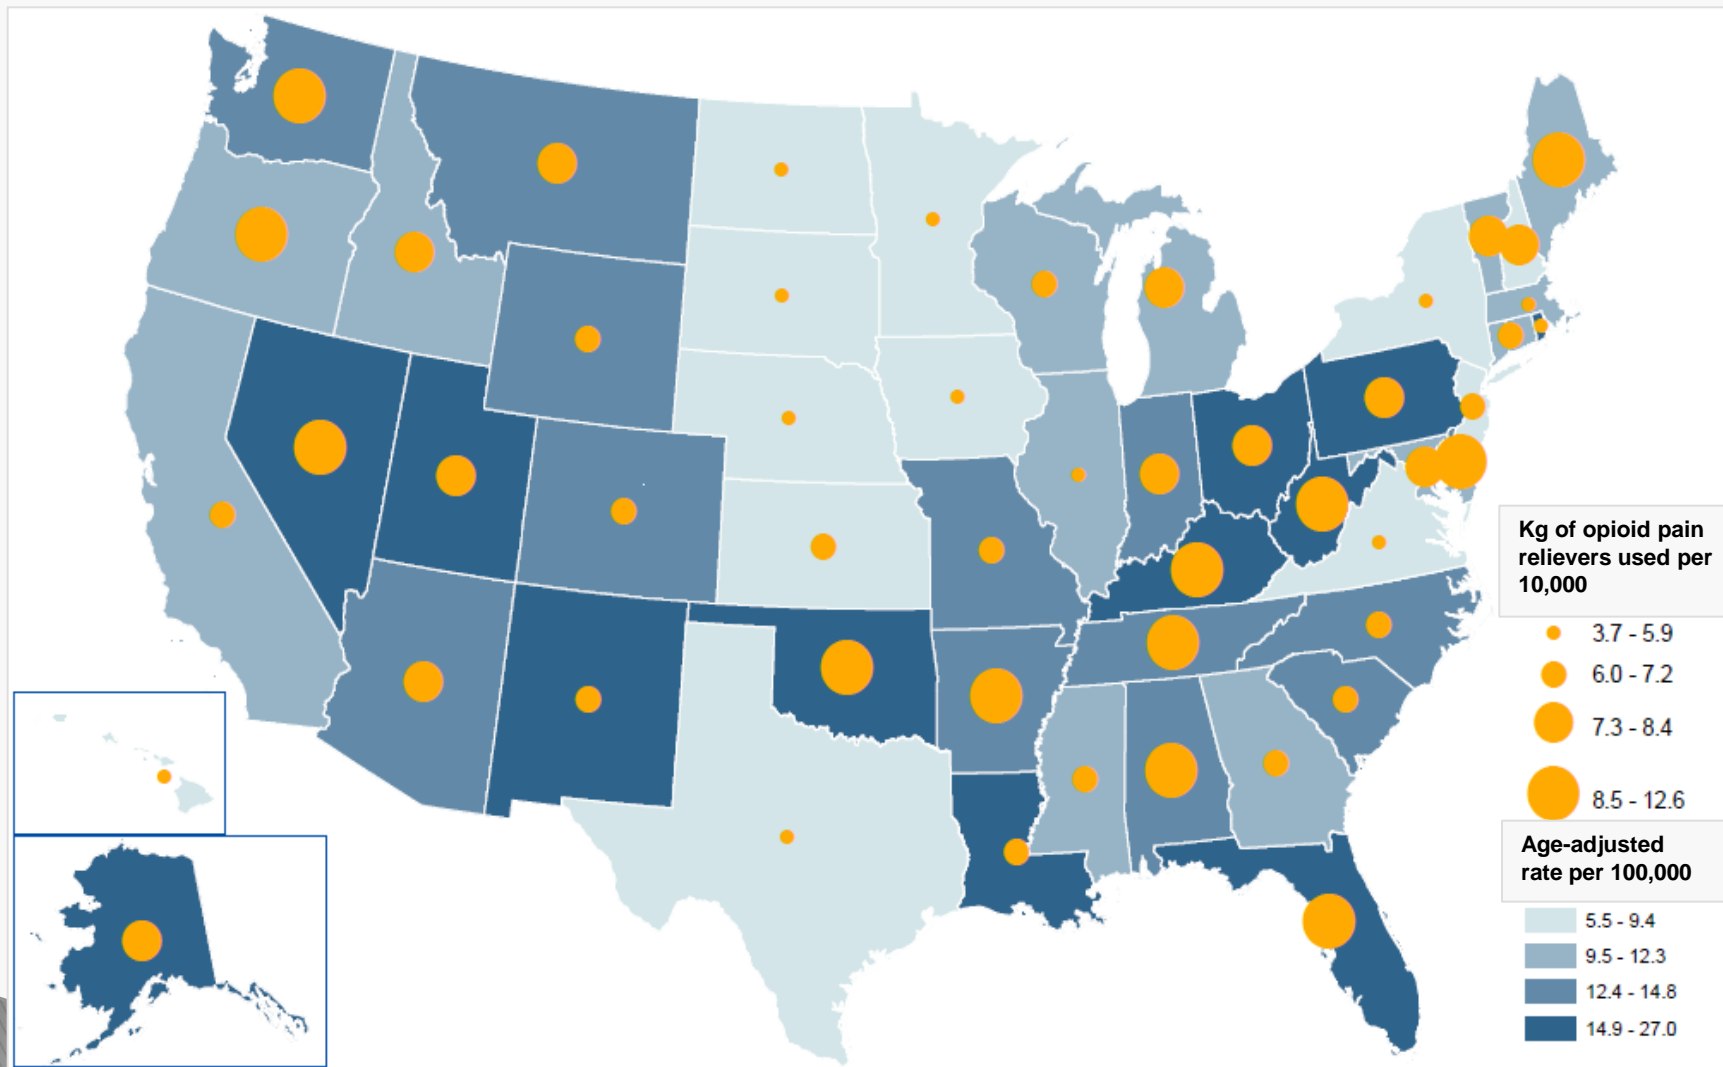 Kg of opioid pain
relievers used per
10,000
3.7 - 5.9
6.0 - 7.2
7.3 - 8.4
8.5 - 12.6
Age-adjusted
rate per 100,000
5.5 - 9.4
9.5 - 12.3
12.4 - 14.8
14.9 - 27.0